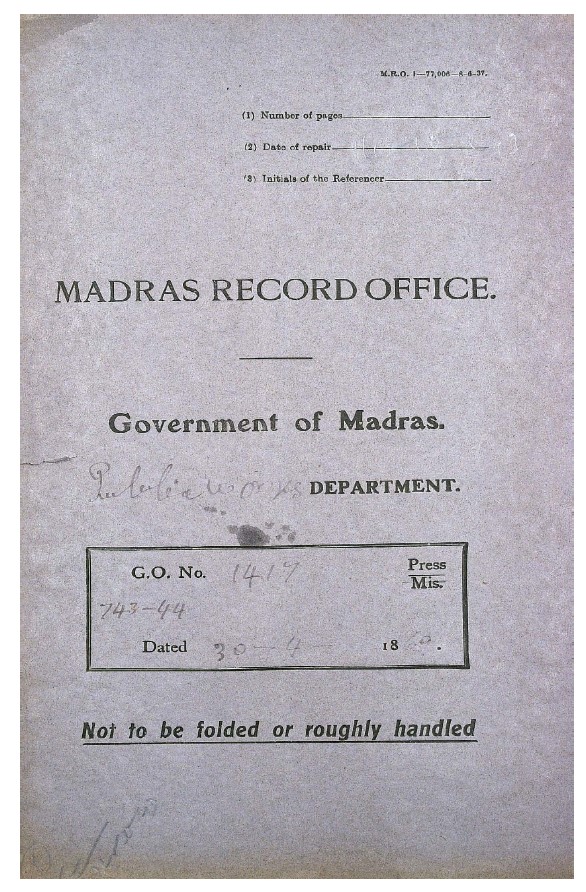 M.R.O. 1—77,006—8-6-37.
(1) Number of pages
(2) Date of repair
(3) Initials of the Referencer
MADRAS RECORD OFFICE.
Government of Madras.
Public works DEPARTMENT.
G.O. No. 1417 Press
Mis.
743-44
Dated 30-4 18 .
Not to be folded or roughly handled